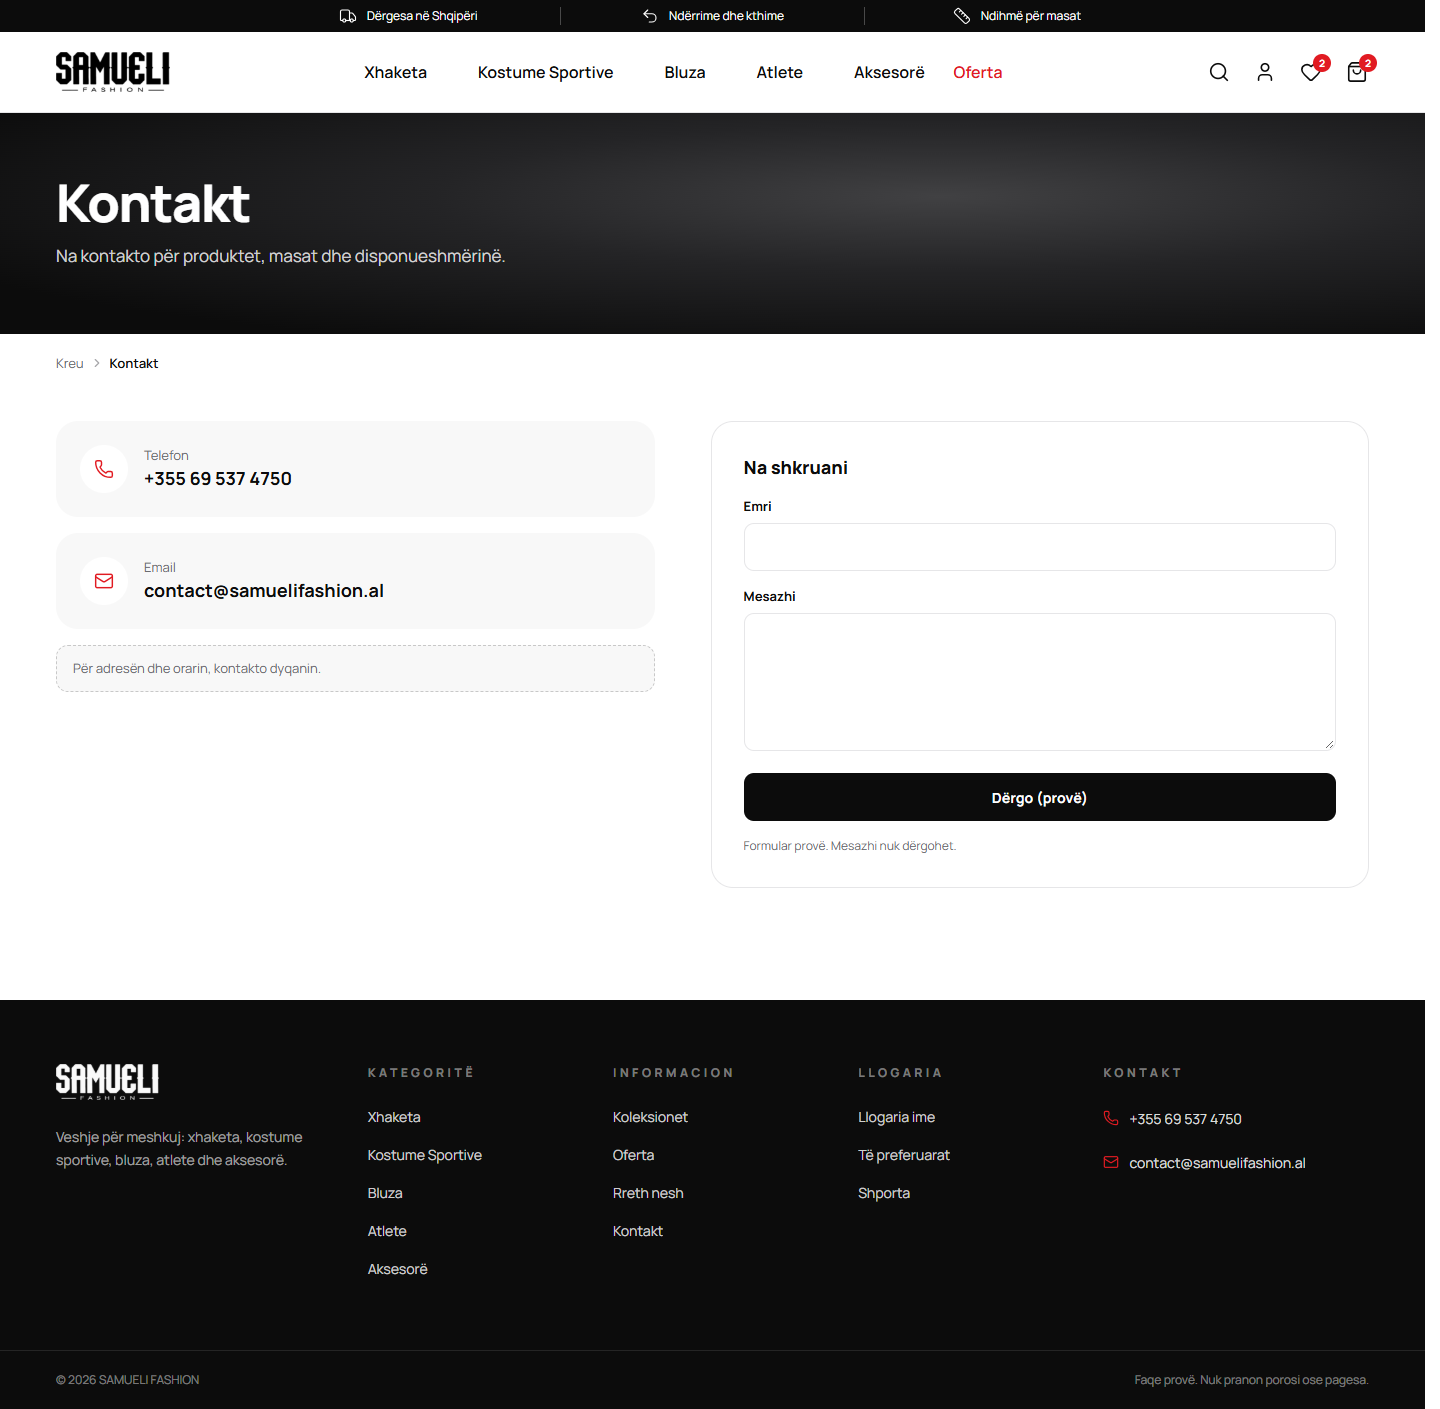 Dërgesa në Shqipëri
Ndërrime dhe kthime
Ndihmë për masat
SAMUELI
FASHION
Xhaketa
Kostume Sportive
Bluza
Atlete
Aksesorë
Oferta
2
2
Kontakt
Na kontakto për produktet, masat dhe disponueshmërinë.
Kreu
Kontakt
Telefon
+355 69 537 4750
Email
contact@samuelifashion.al
Për adresën dhe orarin, kontakto dyqanin.
Na shkruani
Emri
Mesazhi
Dërgo (provë)
Formular provë. Mesazhi nuk dërgohet.
SAMUELI
FASHION
Veshje për meshkuj: xhaketa, kostume
sportive, bluza, atlete dhe aksesorë.
KATEGORITË
Xhaketa
Kostume Sportive
Bluza
Atlete
Aksesorë
INFORMACION
Koleksionet
Oferta
Rreth nesh
Kontakt
LLOGARIA
Llogaria ime
Të preferuarat
Shporta
KONTAKT
+355 69 537 4750
contact@samuelifashion.al
© 2026 SAMUELI FASHION
Faqe provë. Nuk pranon porosi ose pagesa.